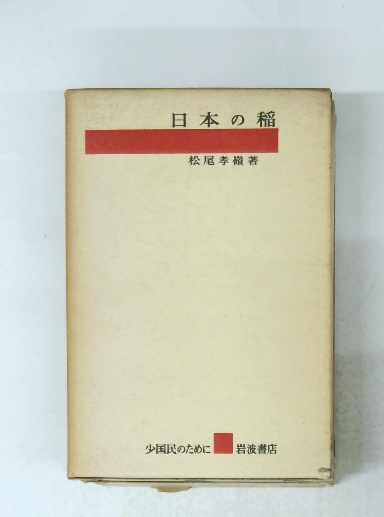 日本の稲
松尾孝嶺著
少国民のために 岩波書店